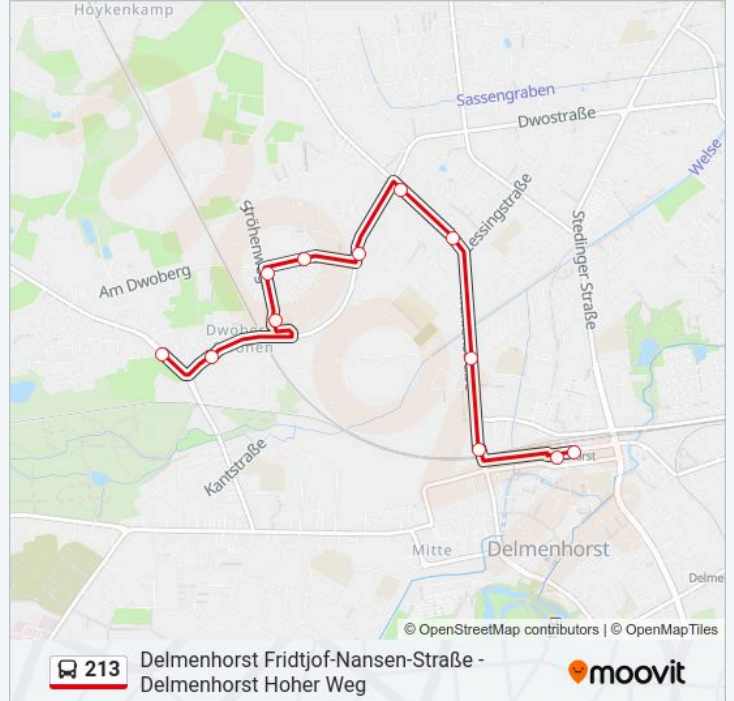 Hoykenkamp
Sassengraben
Dwostraße
Welse
Lessingstraße
Ströhenweg
Stedinger Straße
Am Dwoberg
Kantstraße
Mitte
Delmenhorst
Delme
© OpenStreetMap contributors | © OpenMapTiles
213
Delmenhorst Fridtjof-Nansen-Straße -
Delmenhorst Hoher Weg
moovit